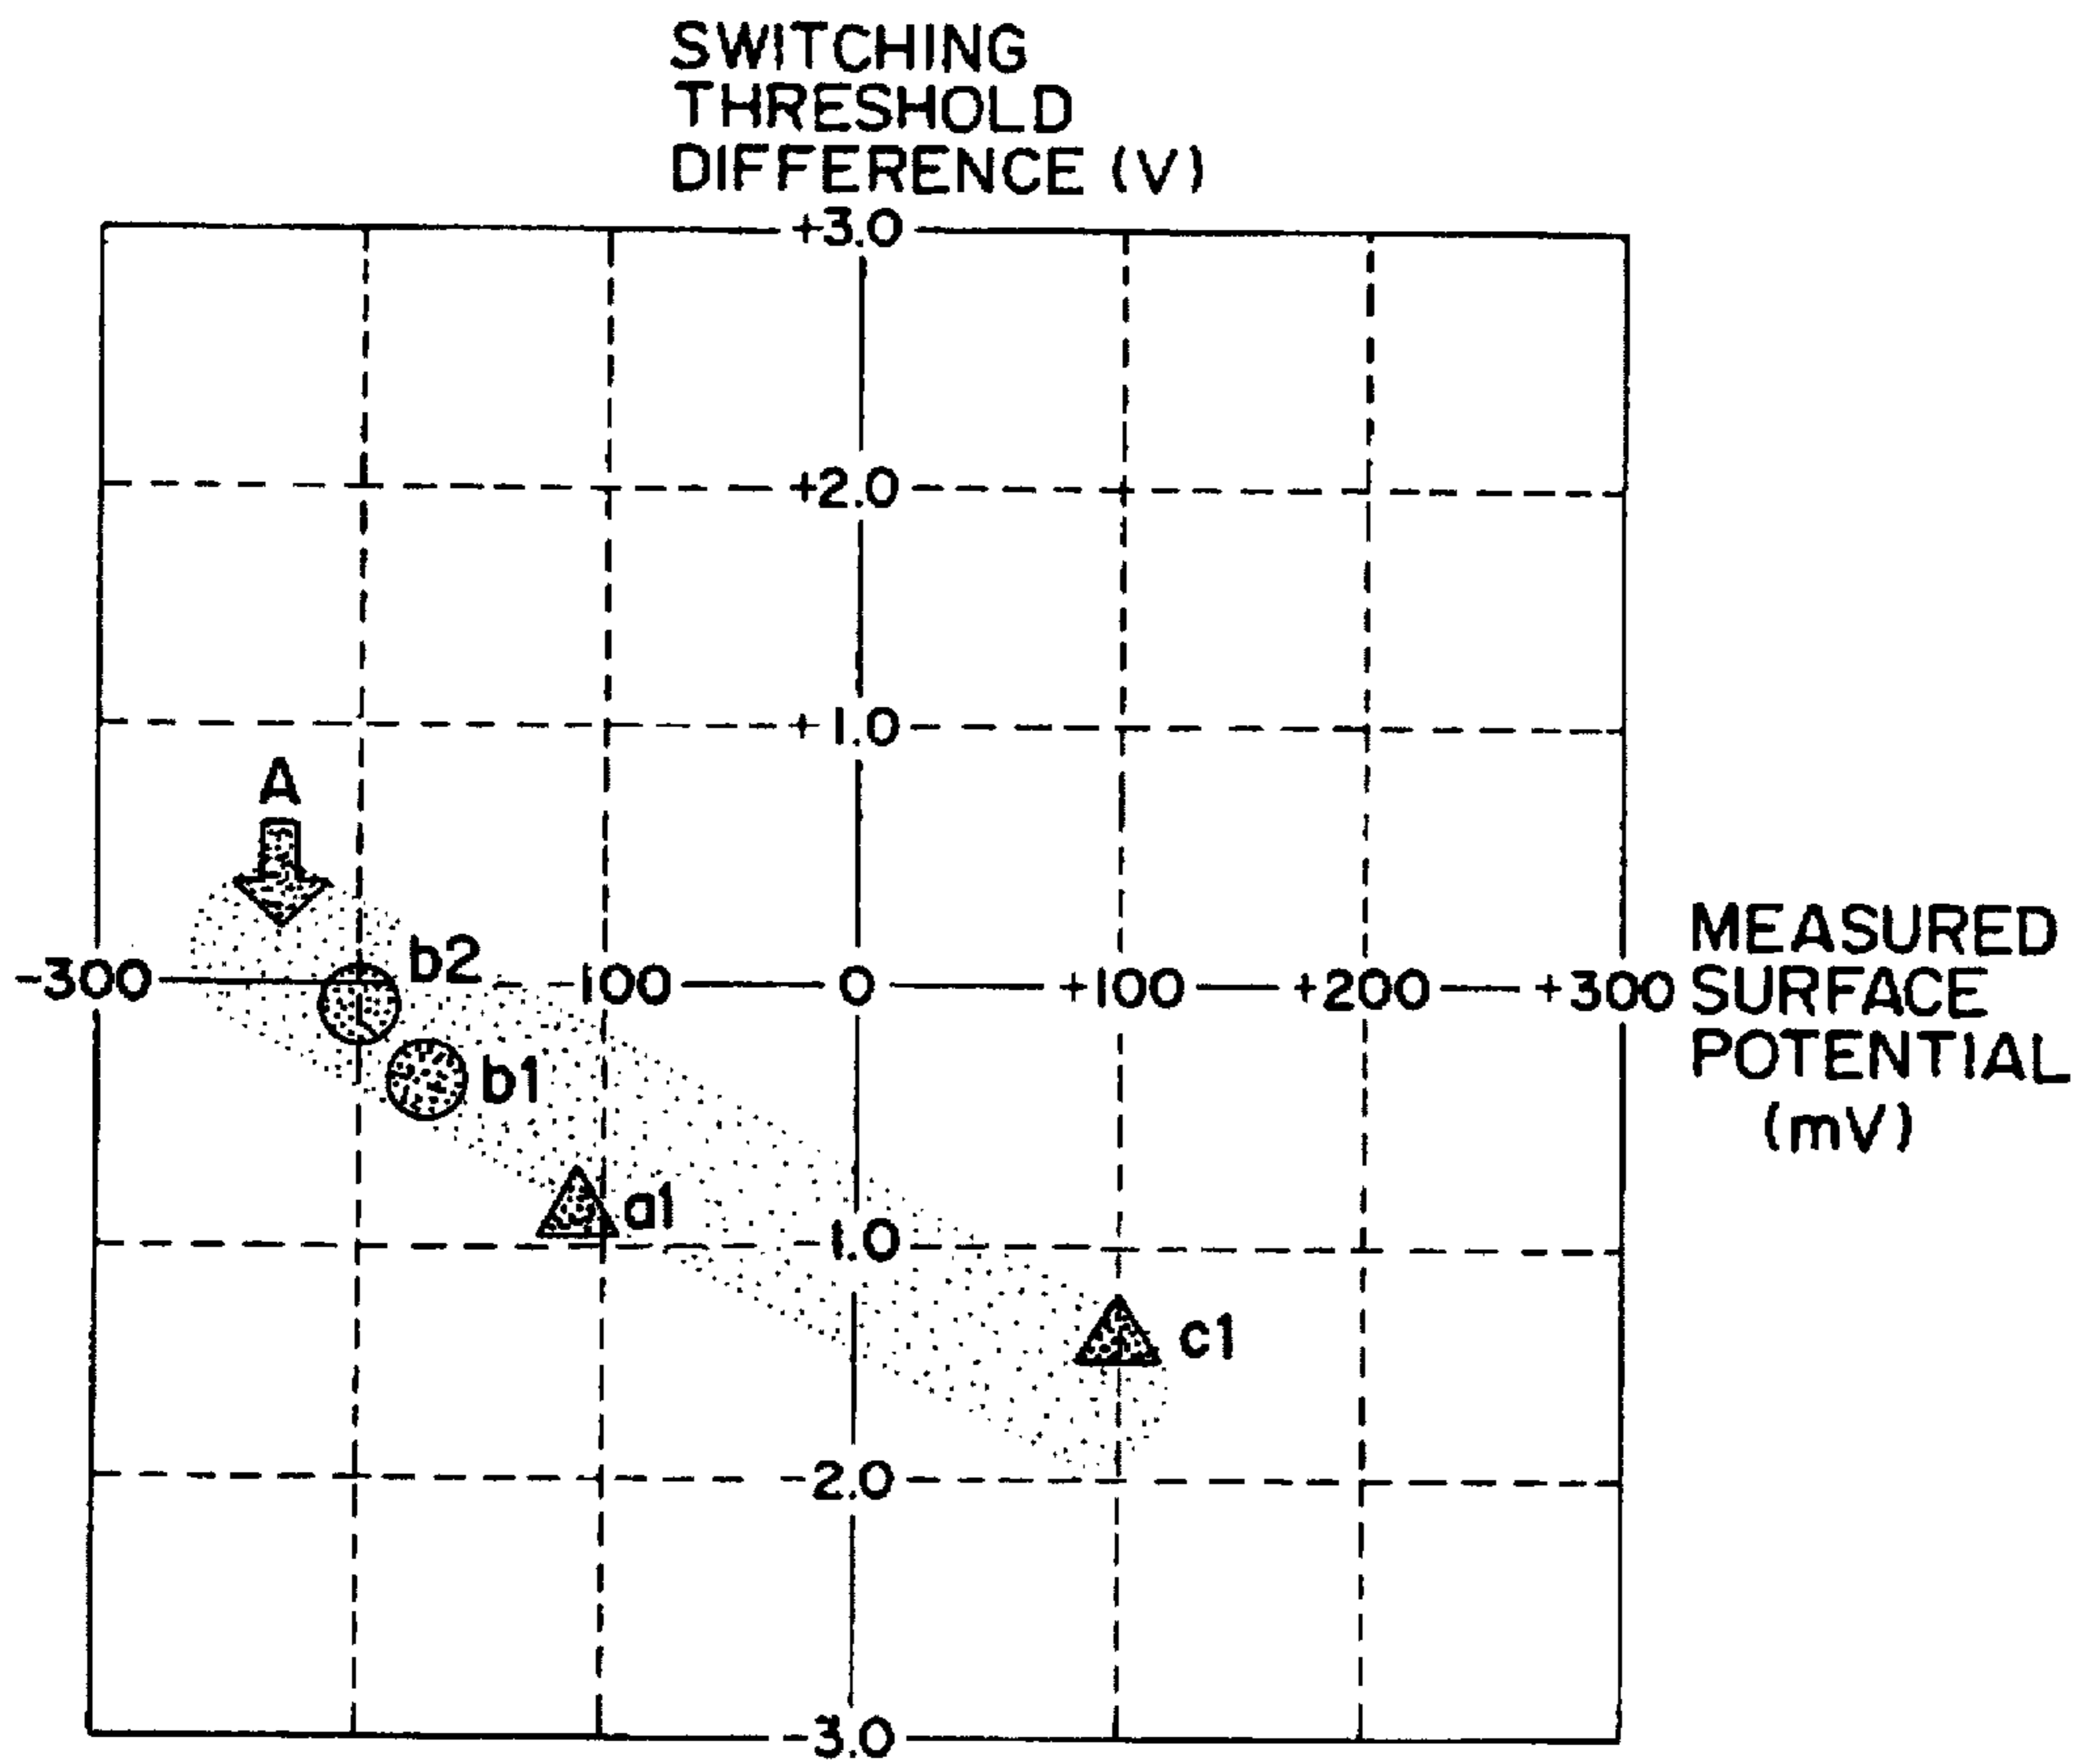 SWITCHING
THRESHOLD
DIFFERENCE (V)
+3.0
+2.0
+1.0
A
b2
-300 -100 0 +100 +200 +300
MEASURED
SURFACE
POTENTIAL
(mV)
b1
a1
-1.0
c1
-2.0
-3.0